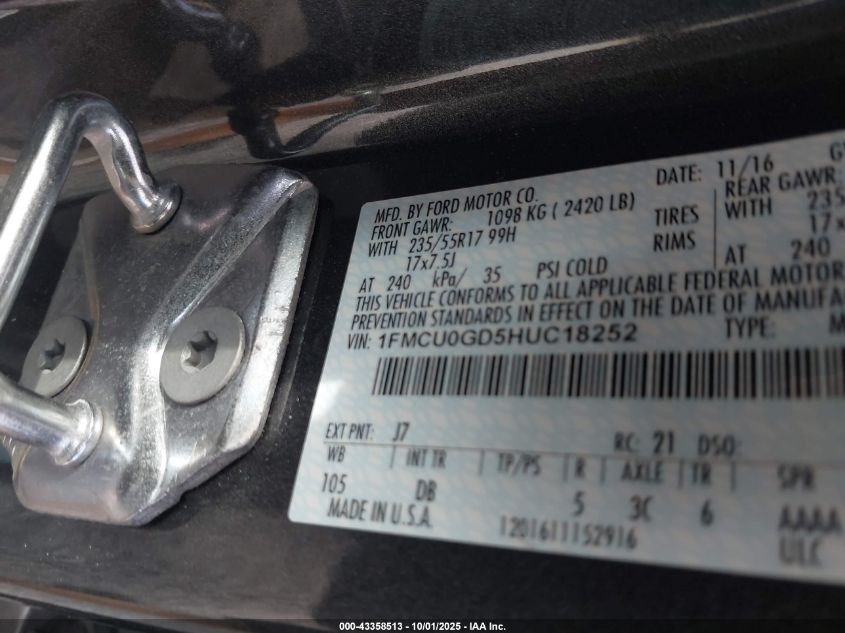 MFD. BY FORD MOTOR CO.
DATE: 11/16
FRONT GAWR: 1098 KG ( 2420 LB)
REAR GAWR:
WITH 235/55R17 99H TIRES WITH 235
17x7.5J RIMS 17x
AT 240 kPa/ 35 PSI COLD AT 240
THIS VEHICLE CONFORMS TO ALL APPLICABLE FEDERAL MOTOR
PREVENTION STANDARDS IN EFFECT ON THE DATE OF MANUFA
VIN: 1FMCU0GD5HUC18252 TYPE: M
EXT PNT: J7 RC: 21 DSO:
WB | INT TR | TP/PS | R | AXLE | TR | SPR
105 DB 5 3C 6 AAAA
MADE IN U.S.A. ULC
1201611152916
000-43358513 - 10/01/2025 - IAA Inc.